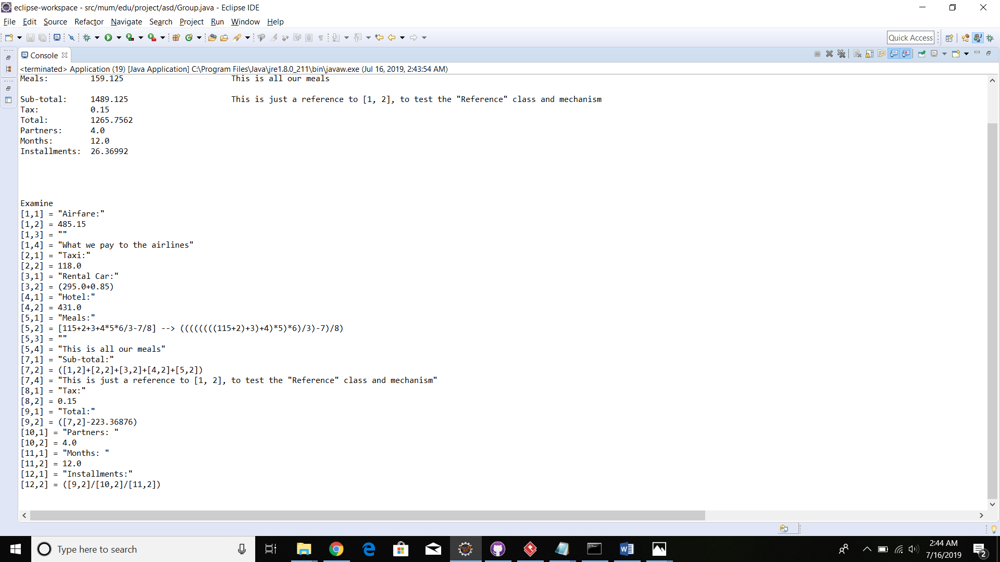 eclipse-workspace - src/mum/edu/project/asd/Group.java - Eclipse IDE
File Edit Source Refactor Navigate Search Project Run Window Help
Quick Access
Console
<terminated> Application (19) [Java Application] C:\Program Files\Java\jre1.8.0_211\bin\javaw.exe (Jul 16, 2019, 2:43:54 AM)
Meals: 159.125 This is all our meals
Sub-total: 1489.125 This is just a reference to [1, 2], to test the "Reference" class and mechanism
Tax: 0.15
Total: 1265.7562
Partners: 4.0
Months: 12.0
Installments: 26.36992
Examine
[1,1] = "Airfare:"
[1,2] = 485.15
[1,3] = ""
[1,4] = "What we pay to the airlines"
[2,1] = "Taxi:"
[2,2] = 118.0
[3,1] = "Rental Car:"
[3,2] = (295.0+0.85)
[4,1] = "Hotel:"
[4,2] = 431.0
[5,1] = "Meals:"
[5,2] = [115+2+3+4*5*6/3-7/8] --> ((((((((115+2)+3)+4)*5)*6)/3)-7)/8)
[5,3] = ""
[5,4] = "This is all our meals"
[7,1] = "Sub-total:"
[7,2] = ([1,2]+[2,2]+[3,2]+[4,2]+[5,2])
[7,4] = "This is just a reference to [1, 2], to test the "Reference" class and mechanism"
[8,1] = "Tax:"
[8,2] = 0.15
[9,1] = "Total:"
[9,2] = ([7,2]-223.36876)
[10,1] = "Partners: "
[10,2] = 4.0
[11,1] = "Months: "
[11,2] = 12.0
[12,1] = "Installments:"
[12,2] = ([9,2]/[10,2]/[11,2])
Type here to search
2:44 AM
7/16/2019
2